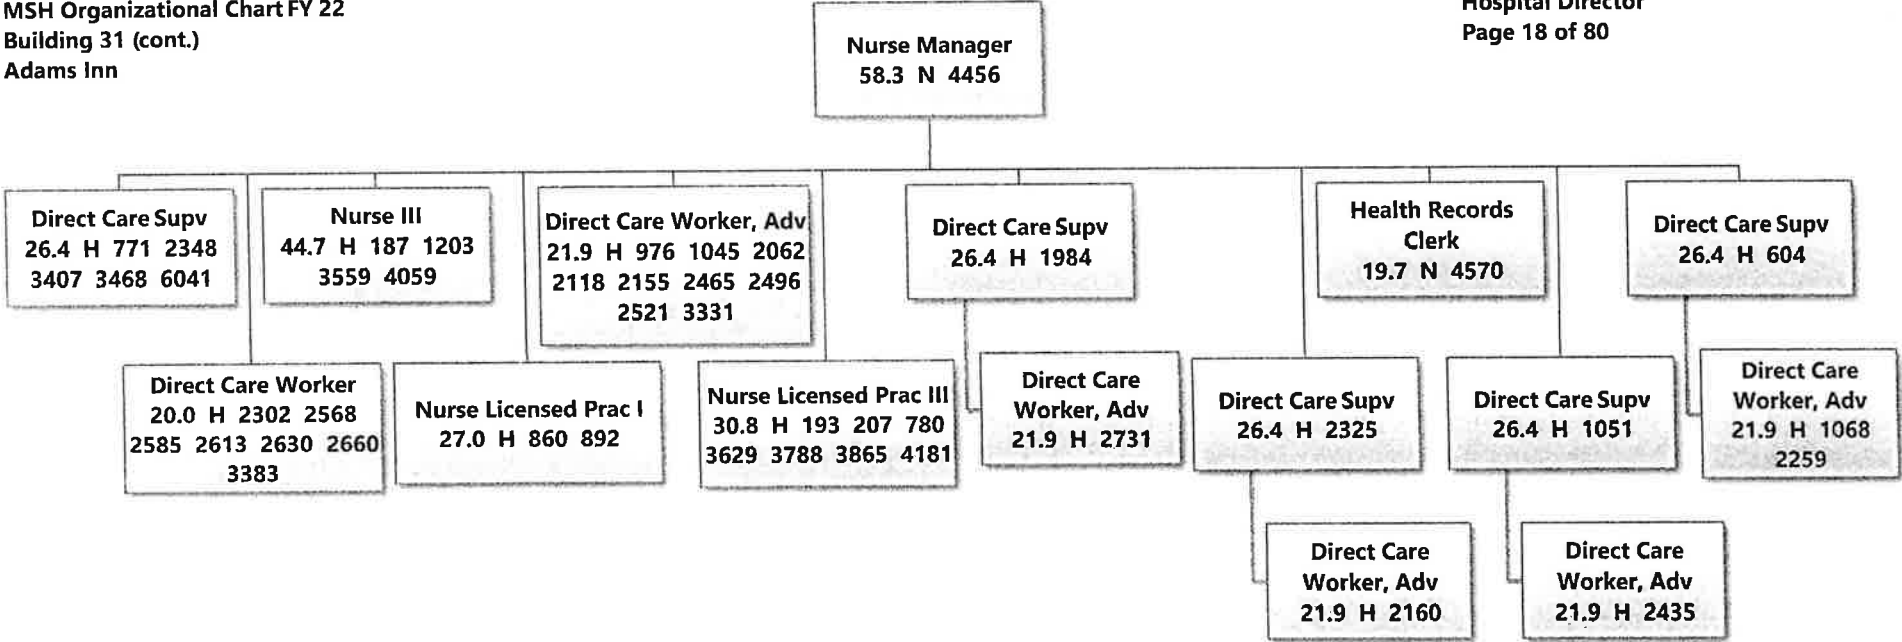 MSH Organizational Chart FY 22
Building 31 (cont.)
Adams Inn
Hospital Director
Page 18 of 80
Nurse Manager
58.3 N 4456
Direct Care Supv
26.4 H 771 2348
3407 3468 6041
Nurse III
44.7 H 187 1203
3559 4059
Direct Care Worker, Adv
21.9 H 976 1045 2062
2118 2155 2465 2496
2521 3331
Direct Care Supv
26.4 H 1984
Health Records
Clerk
19.7 N 4570
Direct Care Supv
26.4 H 604
Direct Care Worker
20.0 H 2302 2568
2585 2613 2630 2660
3383
Nurse Licensed Prac I
27.0 H 860 892
Nurse Licensed Prac III
30.8 H 193 207 780
3629 3788 3865 4181
Direct Care
Worker, Adv
21.9 H 2731
Direct Care Supv
26.4 H 2325
Direct Care Supv
26.4 H 1051
Direct Care
Worker, Adv
21.9 H 1068
2259
Direct Care
Worker, Adv
21.9 H 2160
Direct Care
Worker, Adv
21.9 H 2435